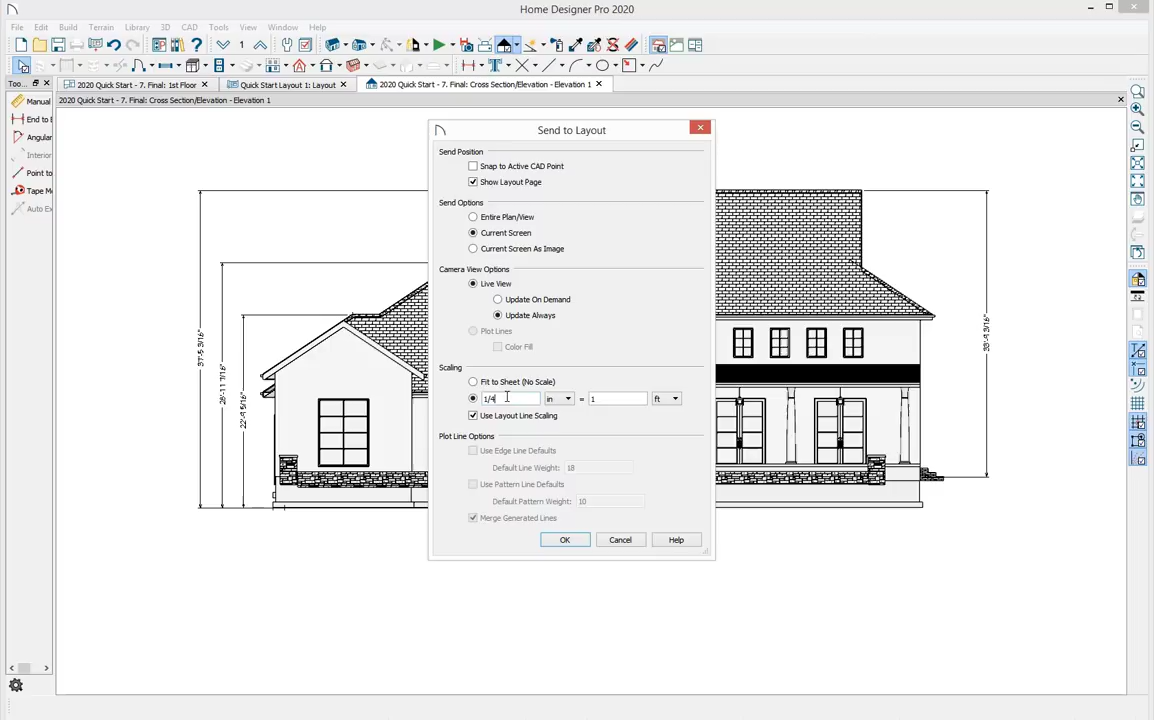 Home Designer Pro 2020
File Edit Build Terrain Library 3D CAD Tools View Window Help
Too...
2020 Quick Start - 7. Final: 1st Floor
Quick Start Layout 1: Layout
2020 Quick Start - 7. Final: Cross Section/Elevation - Elevation 1
2020 Quick Start - 7. Final: Cross Section/Elevation - Elevation 1
Manual
End to E
Angular
Interior
Point to
Tape M
Auto Ex
Send to Layout
Send Position
Snap to Active CAD Point
Show Layout Page
Send Options
Entire Plan/View
Current Screen
Current Screen As Image
Camera View Options
Live View
Update On Demand
Update Always
Plot Lines
Color Fill
Scaling
Fit to Sheet (No Scale)
1/4 in = 1 ft
Use Layout Line Scaling
Plot Line Options
Use Edge Line Defaults
Default Line Weight: 18
Use Pattern Line Defaults
Default Pattern Weight: 10
Merge Generated Lines
OK Cancel Help